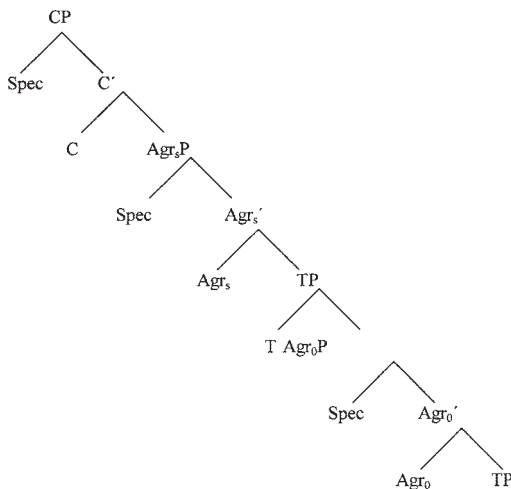 CP
Spec C´
C AgrₛP
Spec Agrₛ´
Agrₛ TP
T Agr₀P
Spec Agr₀´
Agr₀ TP